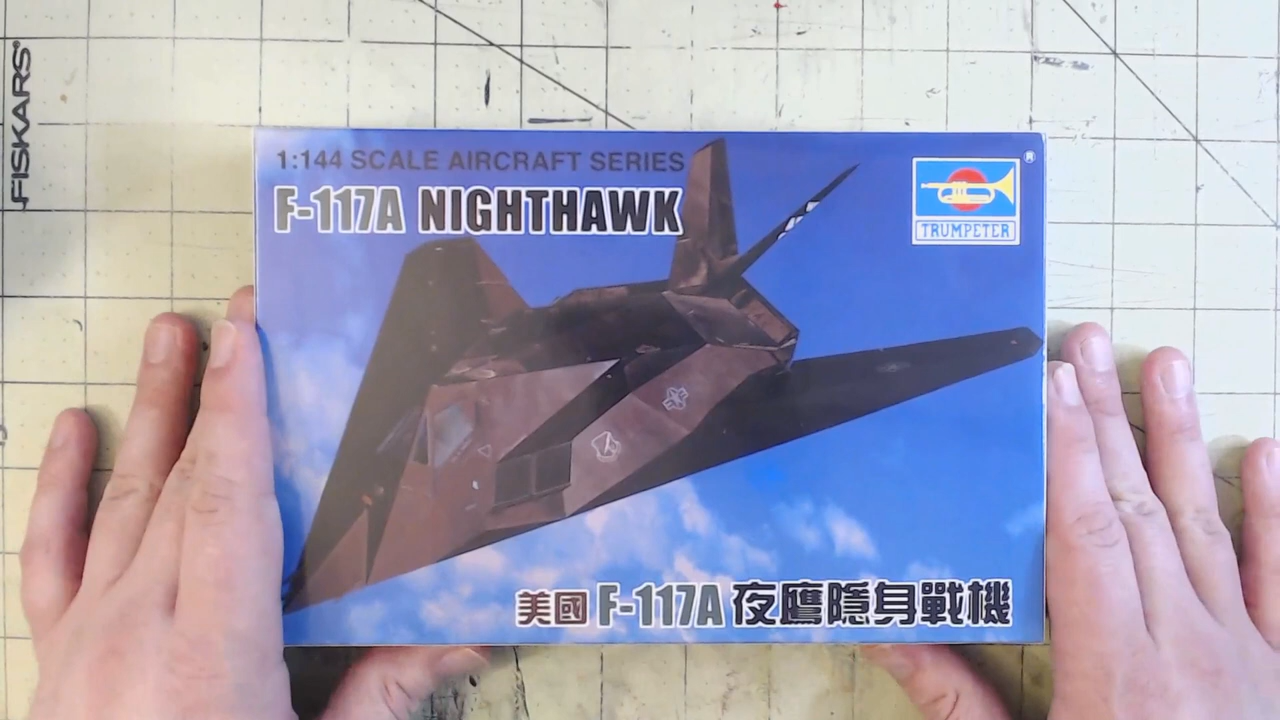 FISKARS®
1:144 SCALE AIRCRAFT SERIES
F-117A NIGHTHAWK
®
TRUMPETER
美國 F-117A 夜鷹隱身戰機